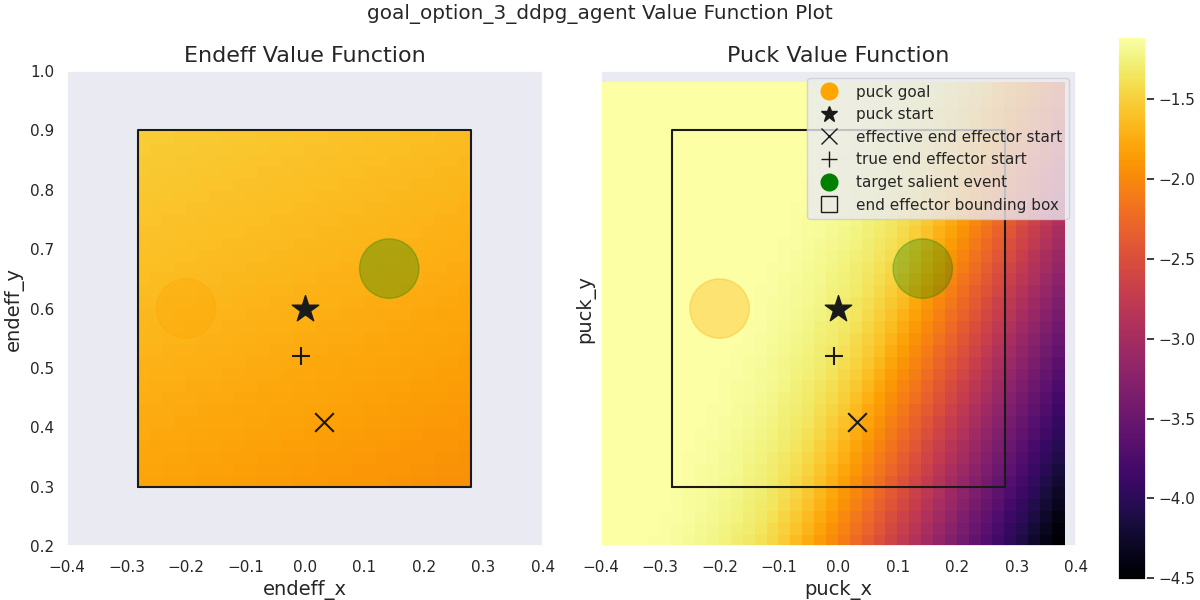 goal_option_3_ddpg_agent Value Function Plot
Endeff Value Function
1.0
0.9
0.8
0.7
0.6
0.5
0.4
0.3
0.2
endeff_y
−0.4 −0.3 −0.2 −0.1 0.0 0.1 0.2 0.3 0.4
endeff_x
Puck Value Function
puck goal
puck start
effective end effector start
true end effector start
target salient event
end effector bounding box
puck_y
−0.4 −0.3 −0.2 −0.1 0.0 0.1 0.2 0.3 0.4
puck_x
−1.5
−2.0
−2.5
−3.0
−3.5
−4.0
−4.5